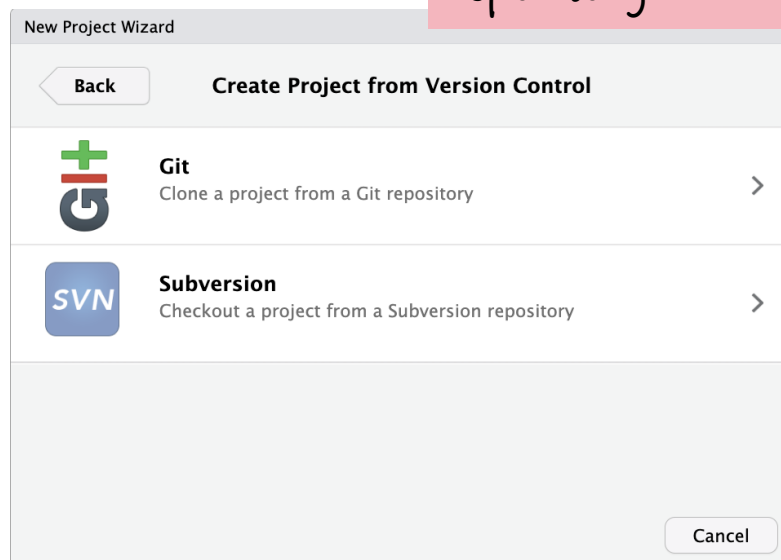 New Project Wizard
Back
Create Project from Version Control
Git
Git
Clone a project from a Git repository
SVN
Subversion
Checkout a project from a Subversion repository
Cancel